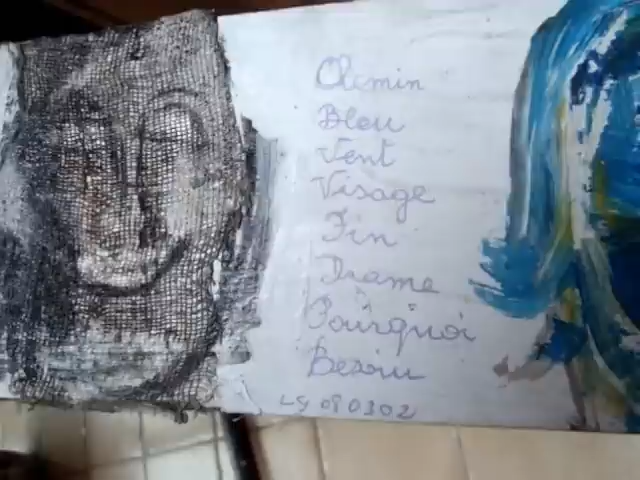 Chemin
Bleu
Vent
Visage
Fin
Drame
Pourquoi
Besoin
LS 080302